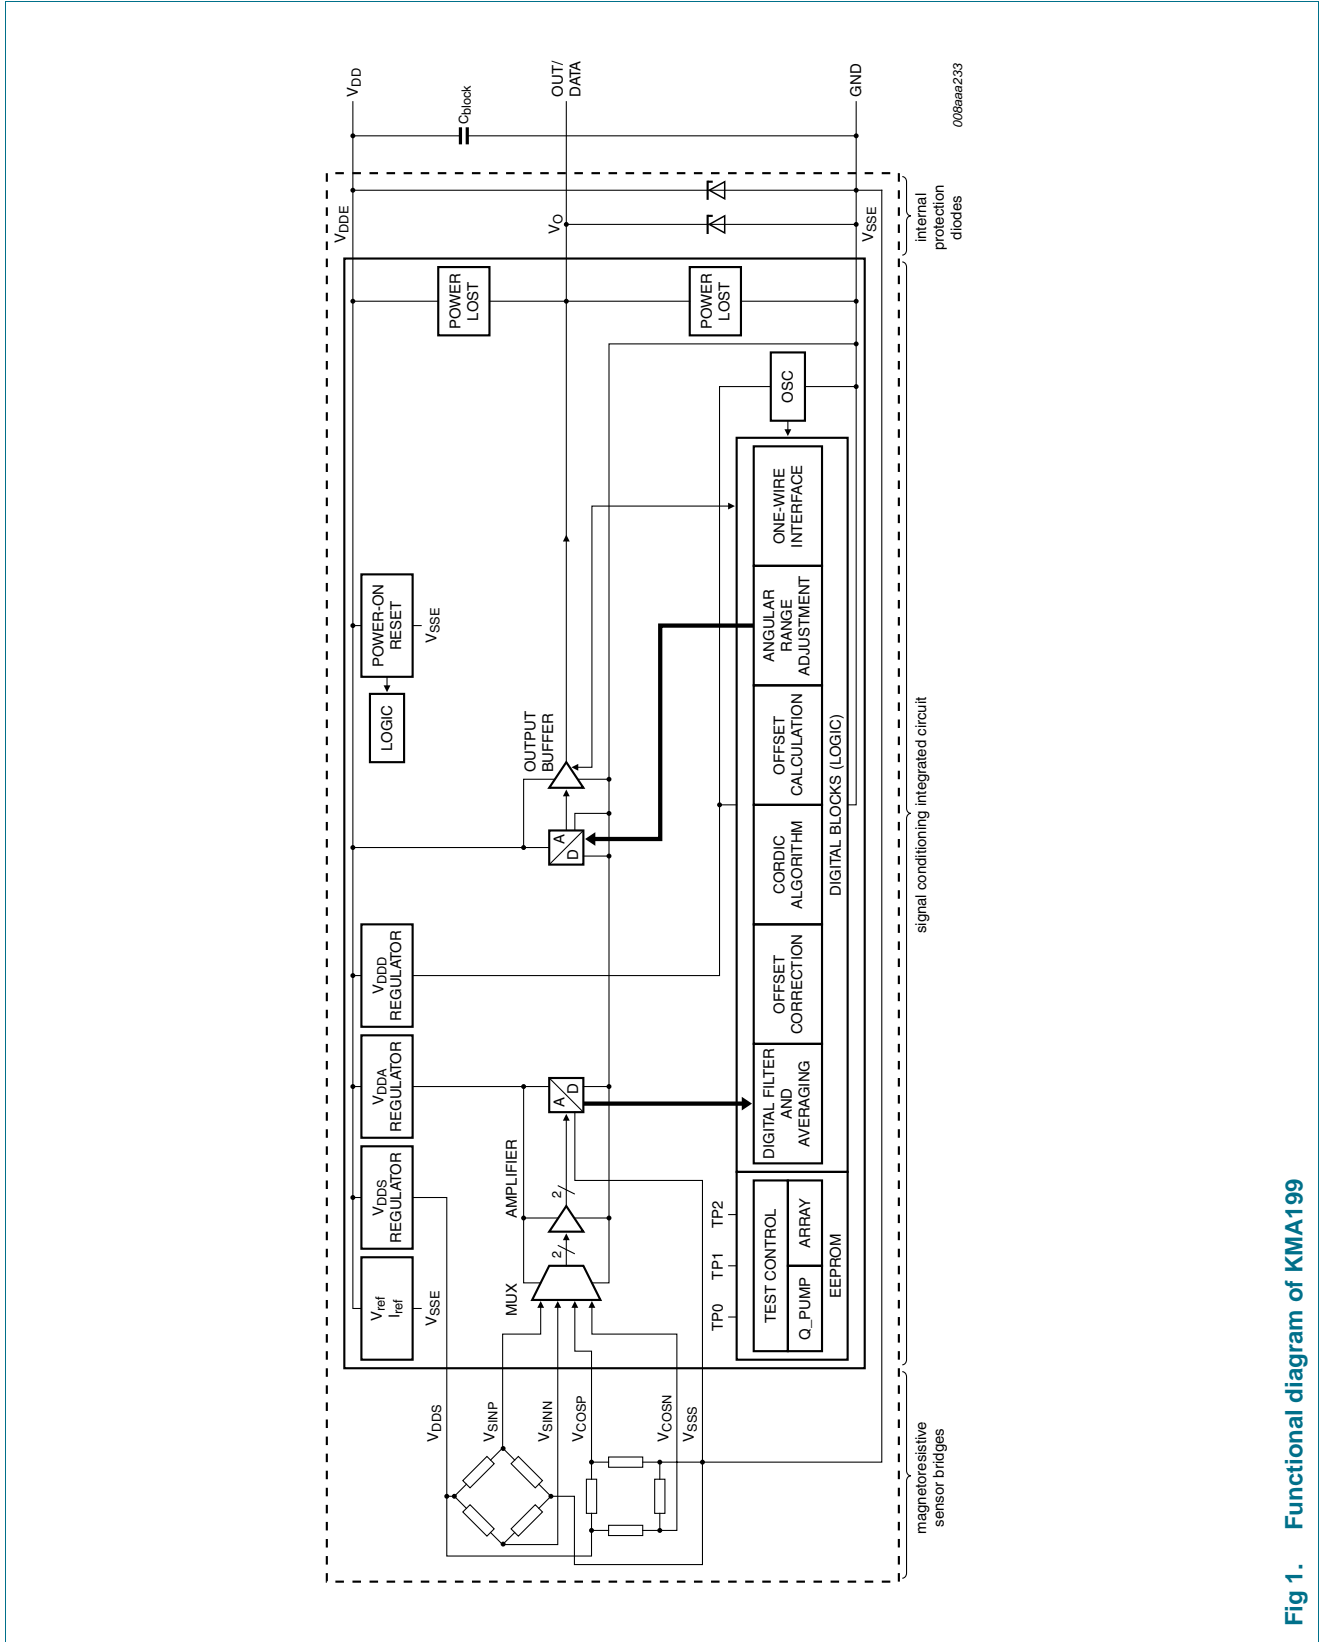 VDD
OUT/
DATA
GND
Cblock
008aaa233
VDDE
VO
VSSE
internal
protection
diodes
POWER
LOST
POWER
LOST
OSC
POWER-ON
RESET
VSSE
LOGIC
OUTPUT
BUFFER
A
D
ONE-WIRE
INTERFACE
ANGULAR
RANGE
ADJUSTMENT
OFFSET
CALCULATION
CORDIC
ALGORITHM
OFFSET
CORRECTION
DIGITAL FILTER
AND
AVERAGING
DIGITAL BLOCKS (LOGIC)
signal conditioning integrated circuit
VDDD
REGULATOR
VDDA
REGULATOR
VDDS
REGULATOR
Vref
Iref
VSSE
AMPLIFIER
A
D
2
2
MUX
TP2
TP1
TP0
TEST CONTROL
Q_PUMP
ARRAY
EEPROM
VDDS
VSINP
VSINN
VCOSP
VCOSN
VSSS
magnetoresistive
sensor bridges
Fig 1. Functional diagram of KMA199